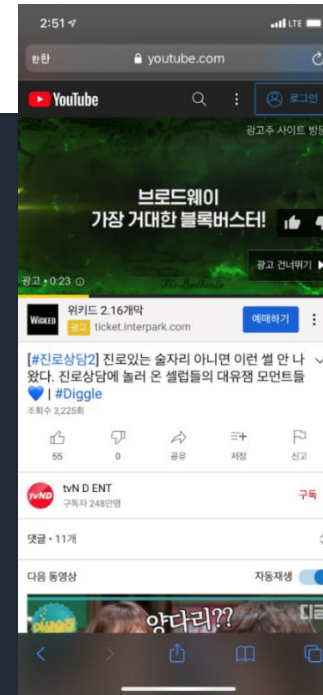 2:51
LTE
한한
youtube.com
YouTube
로그인
광고주 사이트 방문
브로드웨이
가장 거대한 블록버스터!
광고 건너뛰기
광고 • 0:23
WICKED
위키드 2.16개막
광고 ticket.interpark.com
예매하기
[#진로상담2] 진로있는 술자리 아니면 이런 썰 안 나
왔다. 진로상담에 놀러 온 셀럽들의 대유잼 모먼트들
💙 | #Diggle
조회수 3,225회
55
0
공유
저장
신고
tvND
tvN D ENT
구독자 248만명
구독
댓글 • 11개
다음 동영상
자동재생
양다리??
디글